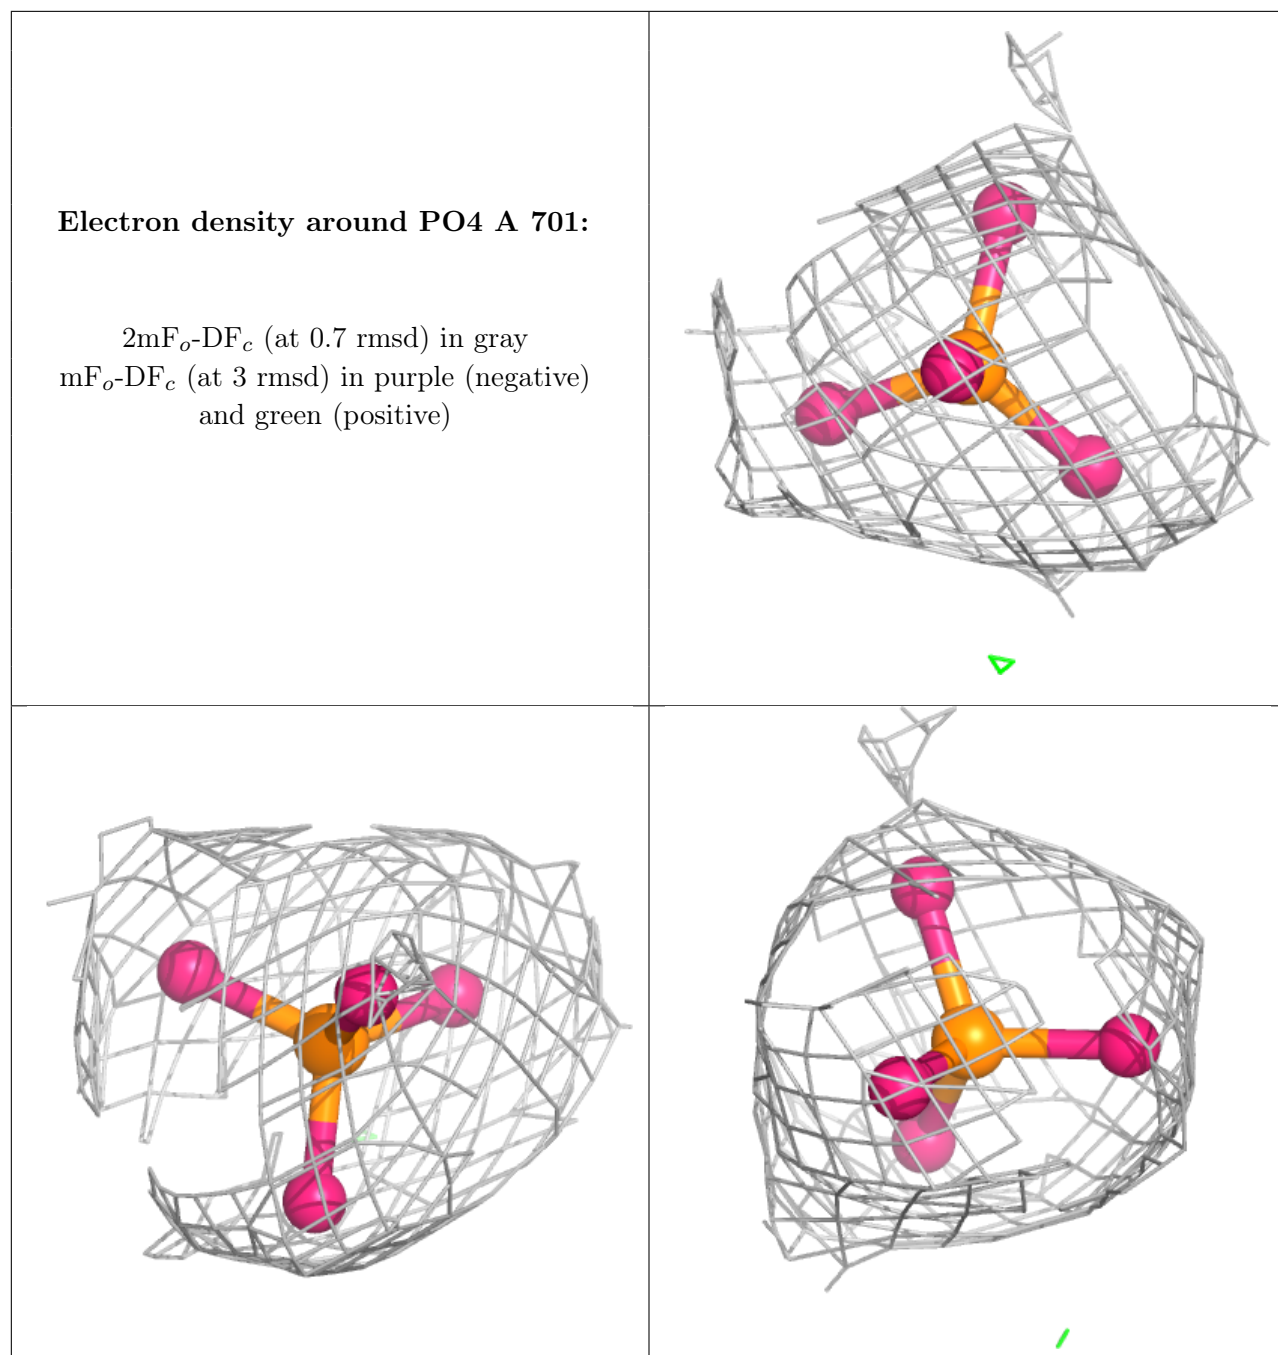 Electron density around PO4 A 701:
2mFo-DFc (at 0.7 rmsd) in gray
mFo-DFc (at 3 rmsd) in purple (negative)
and green (positive)